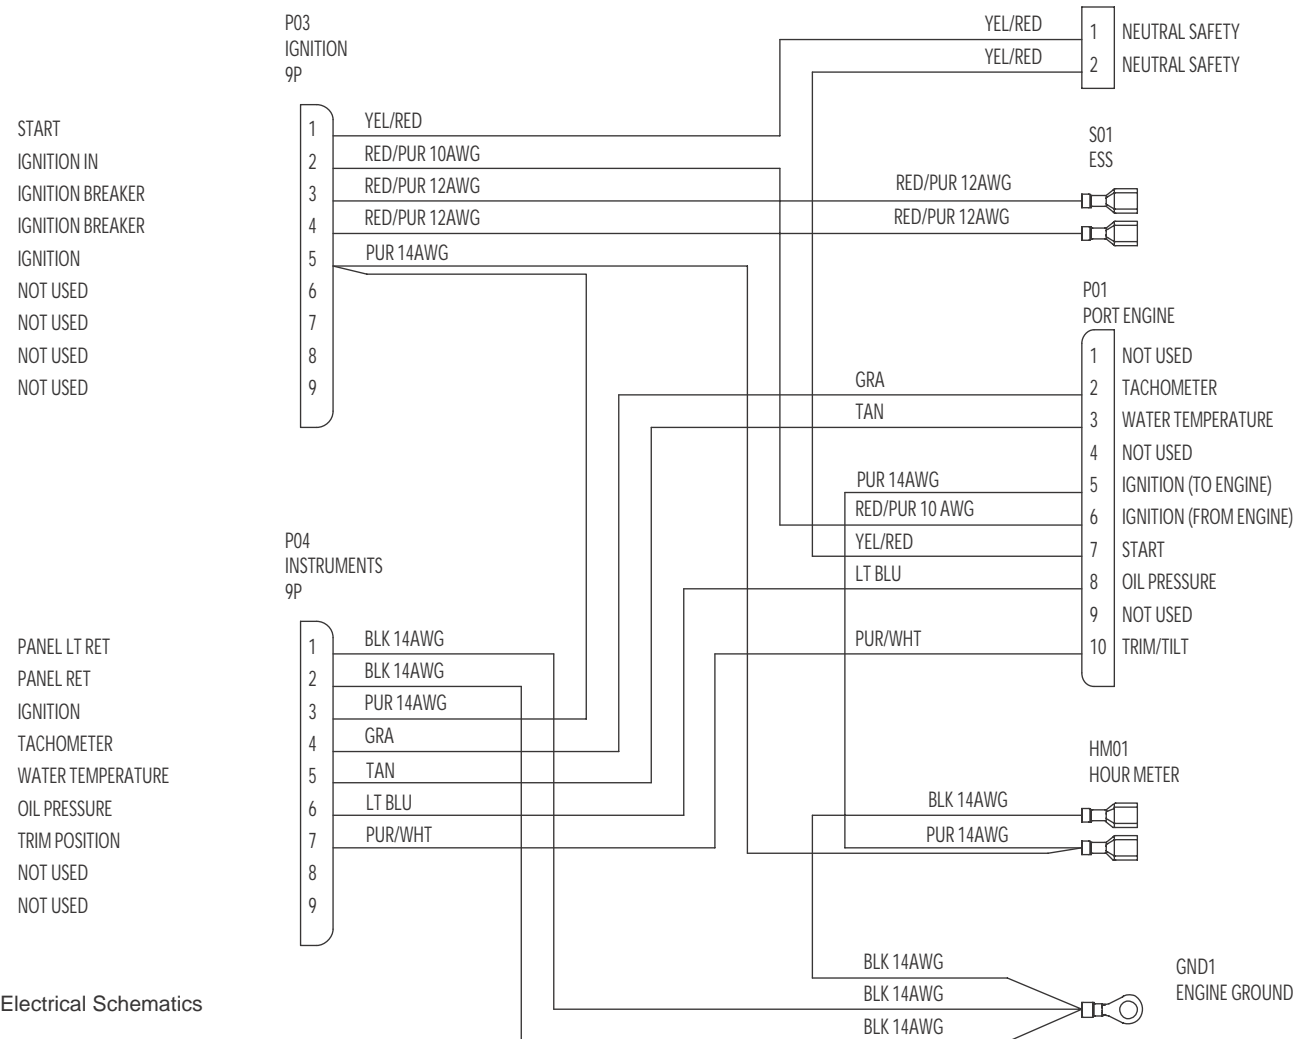 P03
IGNITION
9P
START
IGNITION IN
IGNITION BREAKER
IGNITION BREAKER
IGNITION
NOT USED
NOT USED
NOT USED
NOT USED
1
2
3
4
5
6
7
8
9
YEL/RED
RED/PUR 10AWG
RED/PUR 12AWG
RED/PUR 12AWG
PUR 14AWG
YEL/RED
YEL/RED
1 NEUTRAL SAFETY
2 NEUTRAL SAFETY
S01
ESS
RED/PUR 12AWG
RED/PUR 12AWG
P01
PORT ENGINE
1 NOT USED
2 TACHOMETER
3 WATER TEMPERATURE
4 NOT USED
5 IGNITION (TO ENGINE)
6 IGNITION (FROM ENGINE)
7 START
8 OIL PRESSURE
9 NOT USED
10 TRIM/TILT
GRA
TAN
PUR 14AWG
RED/PUR 10 AWG
YEL/RED
LT BLU
PUR/WHT
P04
INSTRUMENTS
9P
PANEL LT RET
PANEL RET
IGNITION
TACHOMETER
WATER TEMPERATURE
OIL PRESSURE
TRIM POSITION
NOT USED
NOT USED
1
2
3
4
5
6
7
8
9
BLK 14AWG
BLK 14AWG
PUR 14AWG
GRA
TAN
LT BLU
PUR/WHT
HM01
HOUR METER
BLK 14AWG
PUR 14AWG
BLK 14AWG
BLK 14AWG
BLK 14AWG
GND1
ENGINE GROUND
Electrical Schematics